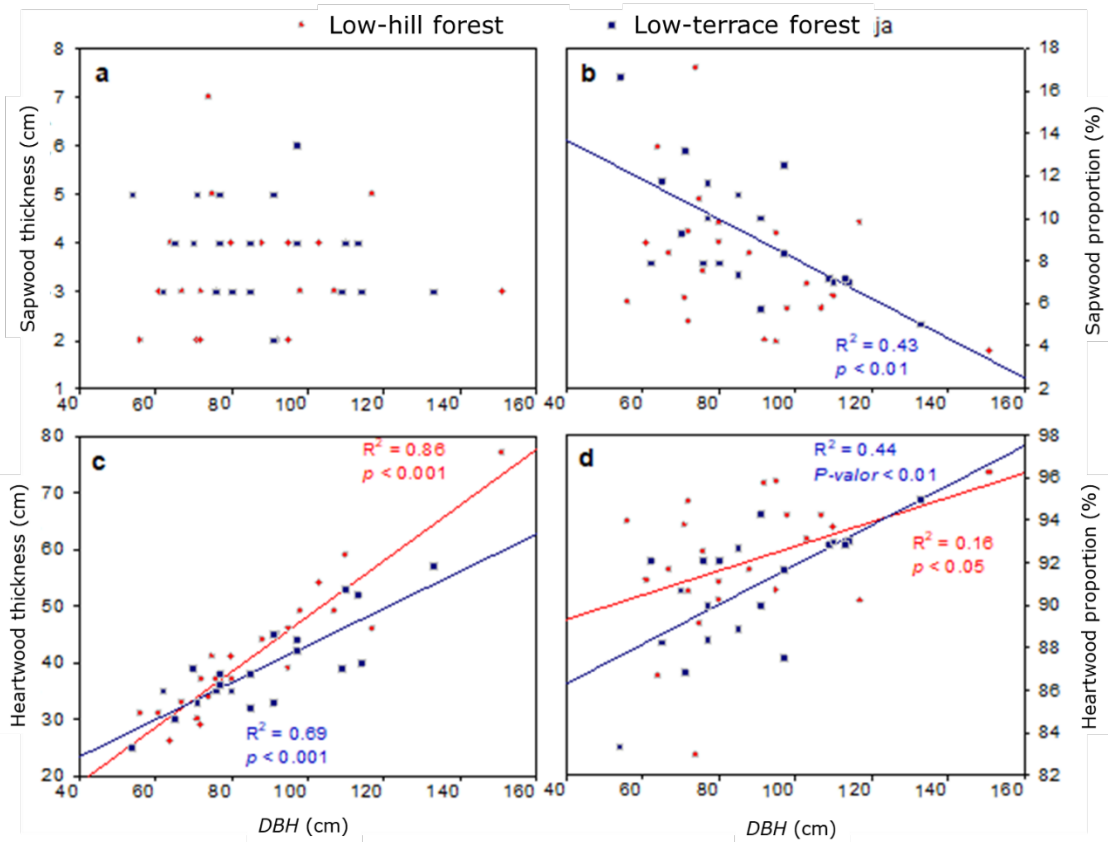 Low-hill forest
Low-terrace forest ja
a
Sapwood thickness (cm)
8
7
6
5
4
3
2
1
40 60 80 100 120 140 160
b
R² = 0.43
p < 0.01
Sapwood proportion (%)
18
16
14
12
10
8
6
4
2
40 60 80 100 120 140 160
c
R² = 0.86
p < 0.001
R² = 0.69
p < 0.001
Heartwood thickness (cm)
80
70
60
50
40
30
20
40 60 80 100 120 140 160
DBH (cm)
d
R² = 0.44
P-valor < 0.01
R² = 0.16
p < 0.05
Heartwood proportion (%)
98
96
94
92
90
88
86
84
82
40 60 80 100 120 140 160
DBH (cm)